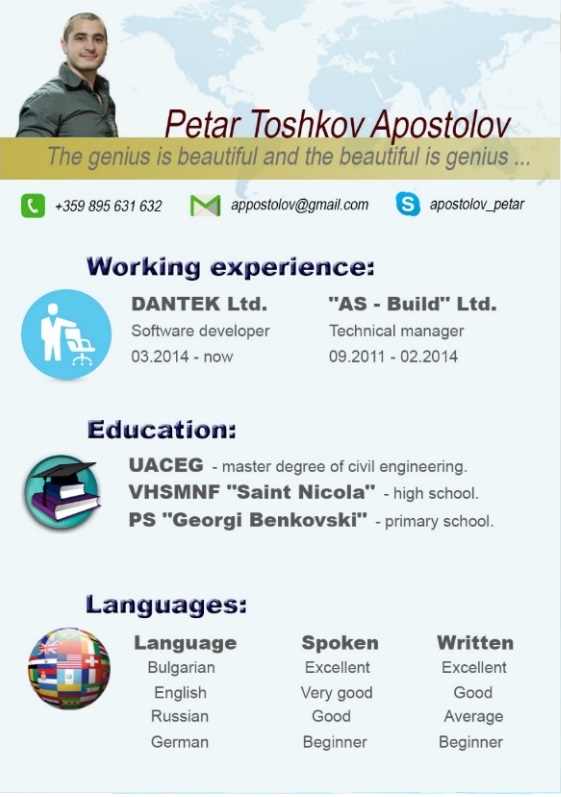 Petar Toshkov Apostolov
The genius is beautiful and the beautiful is genius ...
+359 895 631 632 appostolov@gmail.com apostolov_petar
Working experience:
DANTEK Ltd. "AS - Build" Ltd.
Software developer Technical manager
03.2014 - now 09.2011 - 02.2014
Education:
UACEG - master degree of civil engineering.
VHSMNF "Saint Nicola" - high school.
PS "Georgi Benkovski" - primary school.
Languages:
Language Spoken Written
Bulgarian Excellent Excellent
English Very good Good
Russian Good Average
German Beginner Beginner